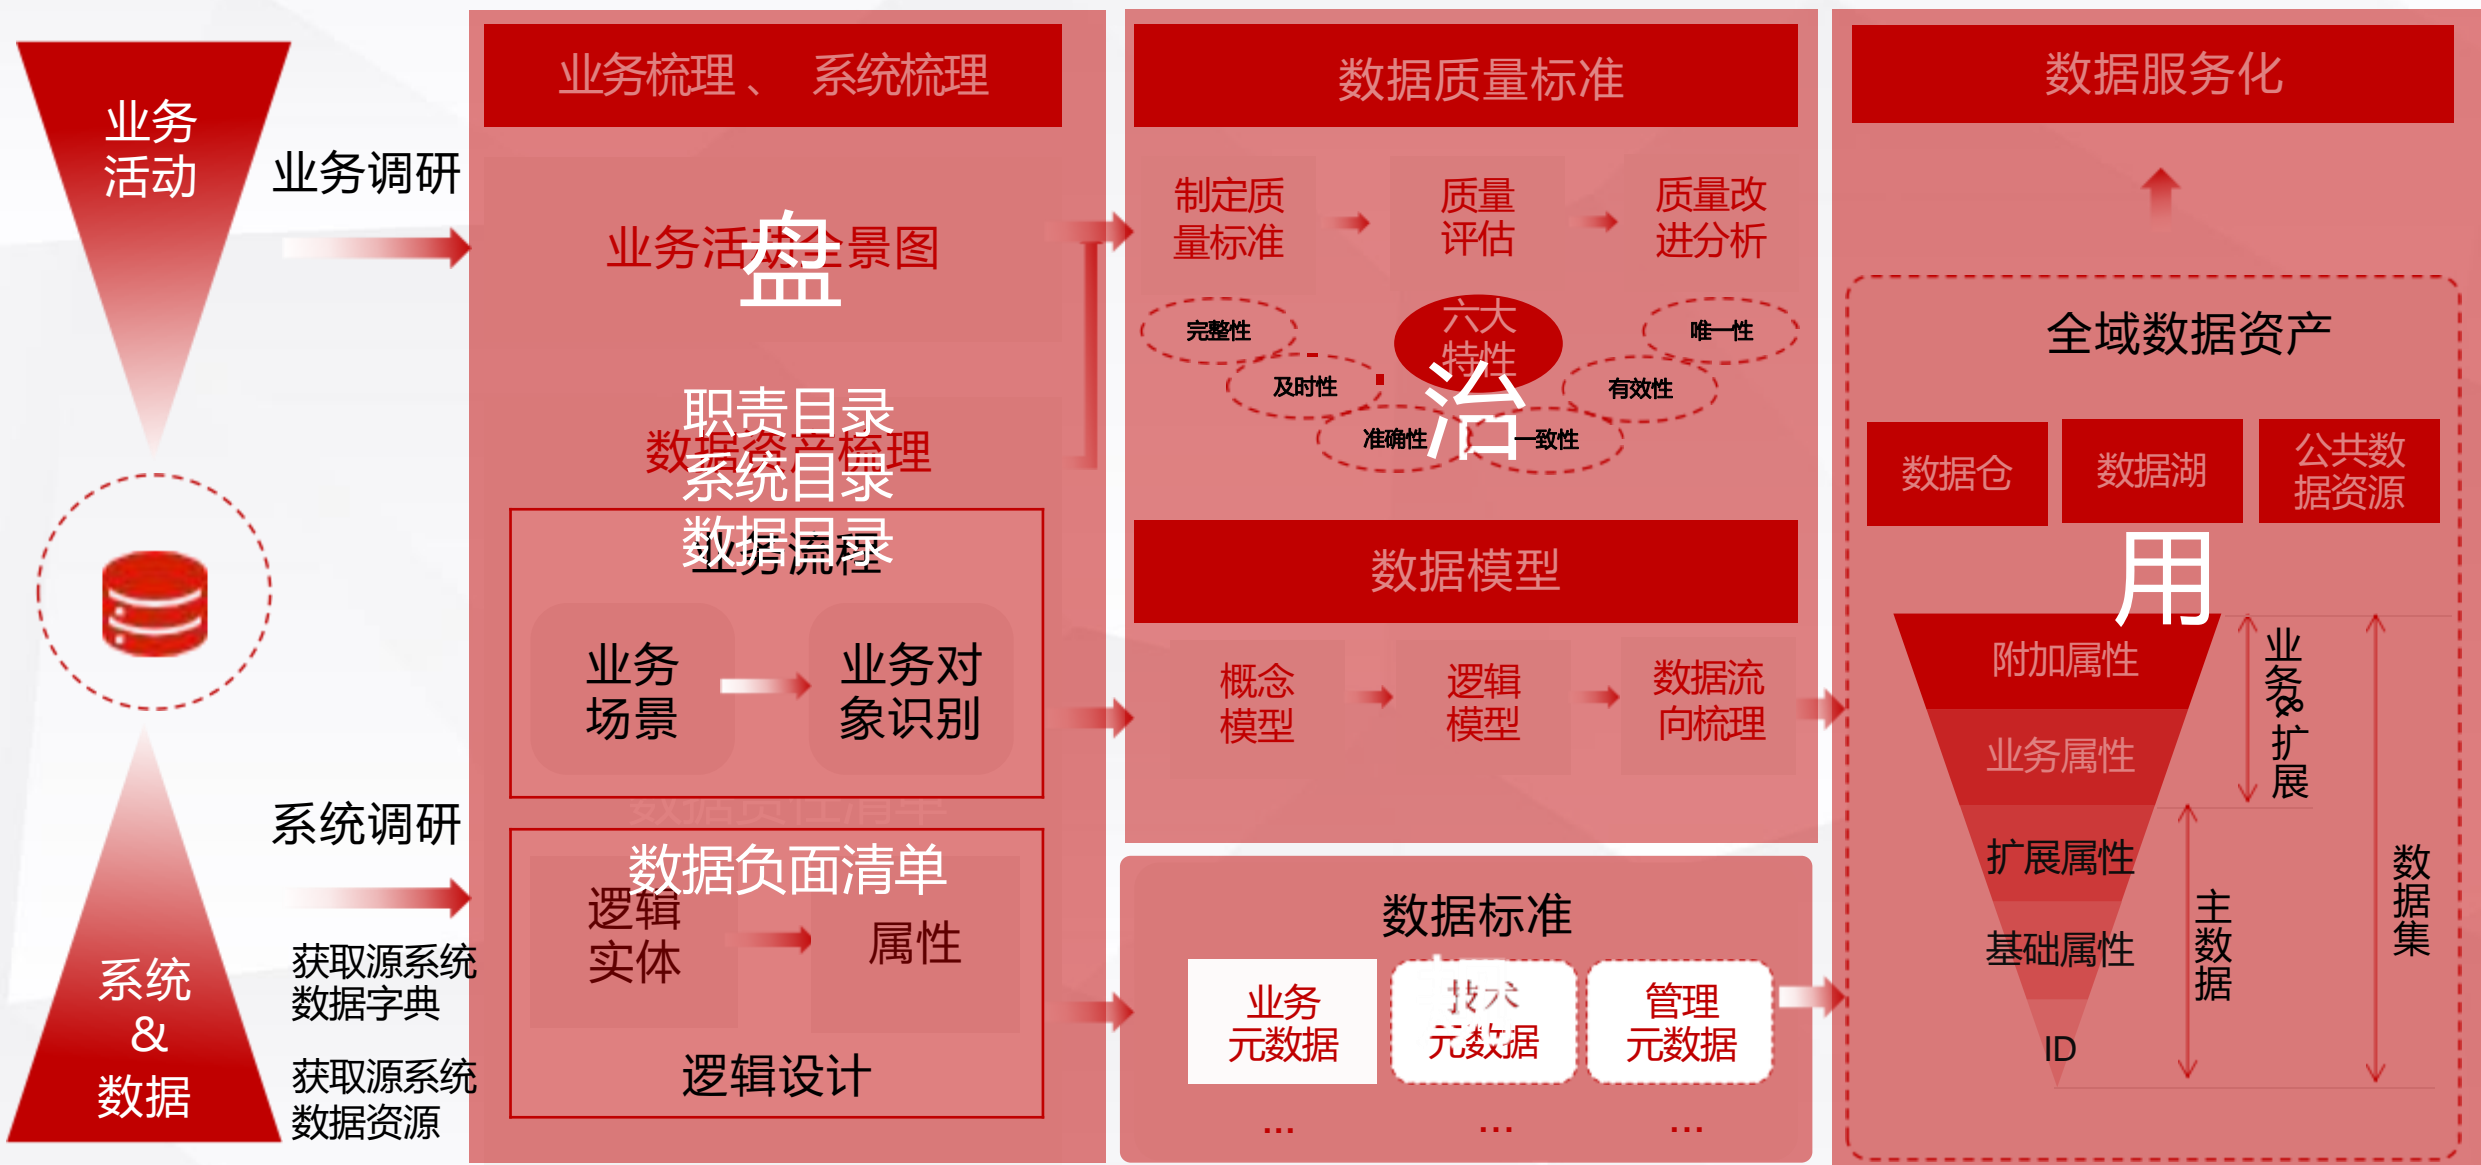 业务
活动
业务调研
系统调研
获取源系统
数据字典
获取源系统
数据资源
系统
&
数据
业务梳理、 系统梳理
业务活动全景图
盘
职责目录
数据资产梳理
系统目录
数据目录
业务流程
业务
场景
业务对
象识别
数据责任清单
数据负面清单
逻辑
实体
属性
逻辑设计
数据质量标准
制定质
量标准
质量
评估
质量改
进分析
六大
特性
完整性
及时性
准确性
一致性
有效性
唯一性
治
数据模型
概念
模型
逻辑
模型
数据流
向梳理
数据标准
业务
元数据
技术
元数据
管理
元数据
...
...
...
数据服务化
全域数据资产
数据仓
数据湖
公共数
据资源
用
附加属性
业务属性
扩展属性
基础属性
ID
业务&扩展
主数据
数据集